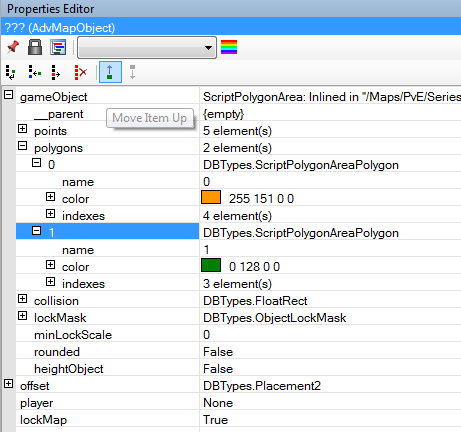 Properties Editor
??? (AdvMapObject)
gameObject ScriptPolygonArea: Inlined in "/Maps/PvE/Series
__parent {empty}
Move Item Up
points 5 element(s)
polygons 2 element(s)
0 DBTypes.ScriptPolygonAreaPolygon
name 0
color 255 151 0 0
indexes 4 element(s)
1 DBTypes.ScriptPolygonAreaPolygon
name 1
color 0 128 0 0
indexes 3 element(s)
collision DBTypes.FloatRect
lockMask DBTypes.ObjectLockMask
minLockScale 0
rounded False
heightObject False
offset DBTypes.Placement2
player None
lockMap True